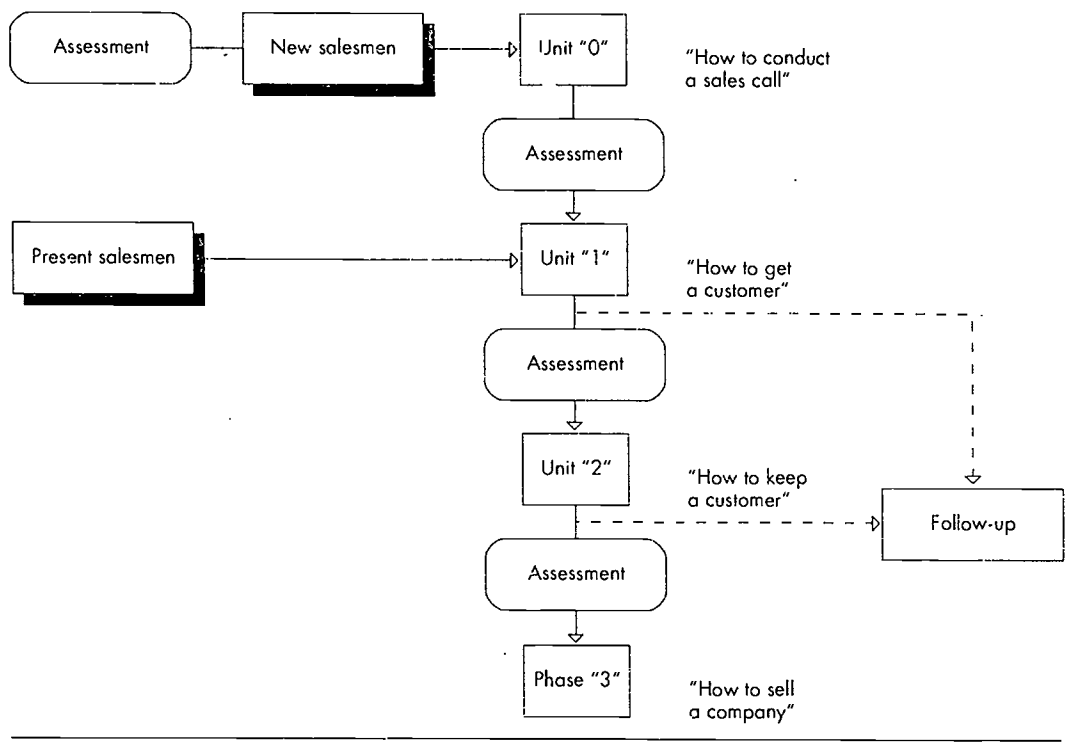 Assessment
New salesmen
Unit "0"
"How to conduct
a sales call"
Assessment
Present salesmen
Unit "1"
"How to get
a customer"
Assessment
Unit "2"
"How to keep
a customer"
Follow-up
Assessment
Phase "3"
"How to sell
a company"